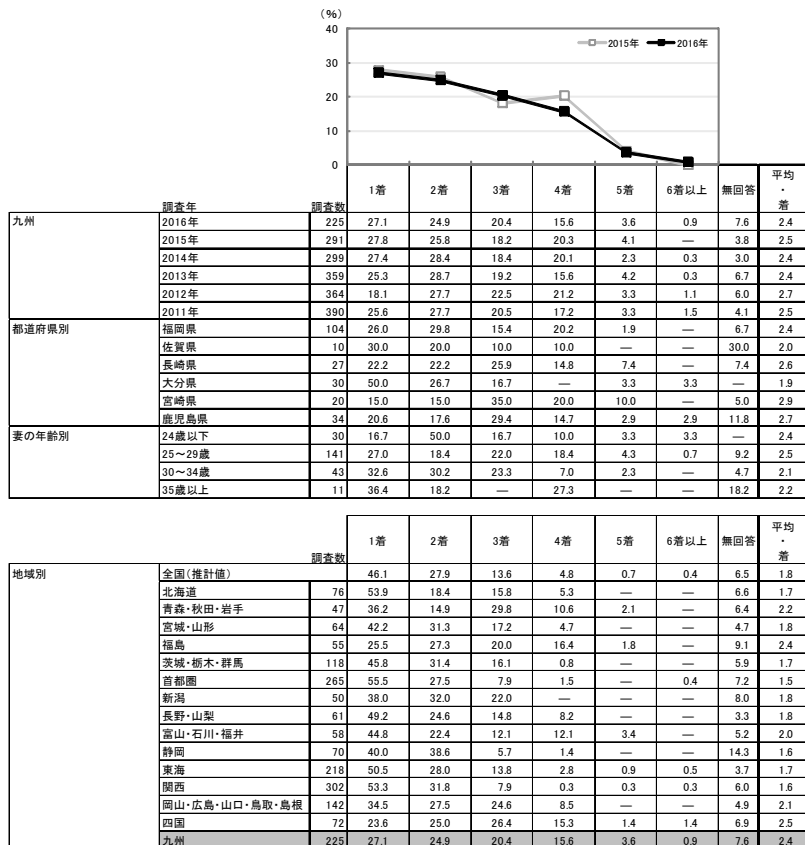 (%)
40
30
20
10
0
2015年 2016年
調査年 調査数 1着 2着 3着 4着 5着 6着以上 無回答 平均・着
九州 2016年 225 27.1 24.9 20.4 15.6 3.6 0.9 7.6 2.4
2015年 291 27.8 25.8 18.2 20.3 4.1 — 3.8 2.5
2014年 299 27.4 28.4 18.4 20.1 2.3 0.3 3.0 2.4
2013年 359 25.3 28.7 19.2 15.6 4.2 0.3 6.7 2.4
2012年 364 18.1 27.7 22.5 21.2 3.3 1.1 6.0 2.7
2011年 390 25.6 27.7 20.5 17.2 3.3 1.5 4.1 2.5
都道府県別 福岡県 104 26.0 29.8 15.4 20.2 1.9 — 6.7 2.4
佐賀県 10 30.0 20.0 10.0 10.0 — — 30.0 2.0
長崎県 27 22.2 22.2 25.9 14.8 7.4 — 7.4 2.6
大分県 30 50.0 26.7 16.7 — 3.3 3.3 — 1.9
宮崎県 20 15.0 15.0 35.0 20.0 10.0 — 5.0 2.9
鹿児島県 34 20.6 17.6 29.4 14.7 2.9 2.9 11.8 2.7
妻の年齢別 24歳以下 30 16.7 50.0 16.7 10.0 3.3 3.3 — 2.4
25～29歳 141 27.0 18.4 22.0 18.4 4.3 0.7 9.2 2.5
30～34歳 43 32.6 30.2 23.3 7.0 2.3 — 4.7 2.1
35歳以上 11 36.4 18.2 — 27.3 — — 18.2 2.2
調査数 1着 2着 3着 4着 5着 6着以上 無回答 平均・着
地域別 全国(推計値) 46.1 27.9 13.6 4.8 0.7 0.4 6.5 1.8
北海道 76 53.9 18.4 15.8 5.3 — — 6.6 1.7
青森・秋田・岩手 47 36.2 14.9 29.8 10.6 2.1 — 6.4 2.2
宮城・山形 64 42.2 31.3 17.2 4.7 — — 4.7 1.8
福島 55 25.5 27.3 20.0 16.4 1.8 — 9.1 2.4
茨城・栃木・群馬 118 45.8 31.4 16.1 0.8 — — 5.9 1.7
首都圏 265 55.5 27.5 7.9 1.5 — 0.4 7.2 1.5
新潟 50 38.0 32.0 22.0 — — — 8.0 1.8
長野・山梨 61 49.2 24.6 14.8 8.2 — — 3.3 1.8
富山・石川・福井 58 44.8 22.4 12.1 12.1 3.4 — 5.2 2.0
静岡 70 40.0 38.6 5.7 1.4 — — 14.3 1.6
東海 218 50.5 28.0 13.8 2.8 0.9 0.5 3.7 1.7
関西 302 53.3 31.8 7.9 0.3 0.3 0.3 6.0 1.6
岡山・広島・山口・鳥取・島根 142 34.5 27.5 24.6 8.5 — — 4.9 2.1
四国 72 23.6 25.0 26.4 15.3 1.4 1.4 6.9 2.5
九州 225 27.1 24.9 20.4 15.6 3.6 0.9 7.6 2.4